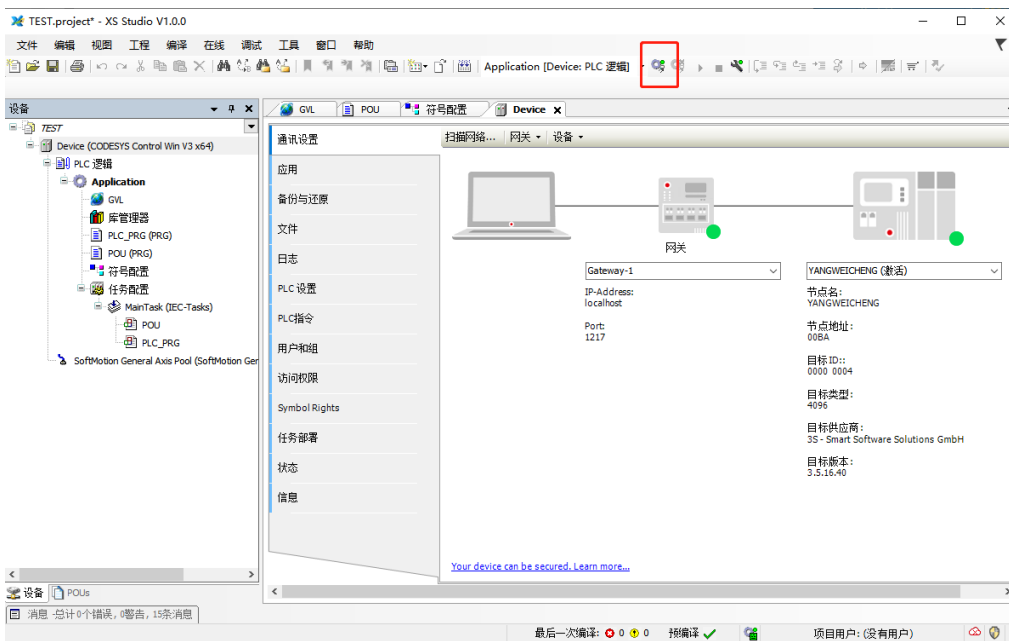 TEST.project* - XS Studio V1.0.0
文件 编辑 视图 工程 编译 在线 调试 工具 窗口 帮助
Application [Device: PLC 逻辑]
设备
GVL POU 符号配置 Device
TEST
Device (CODESYS Control Win V3 x64)
PLC 逻辑
Application
GVL
库管理器
PLC_PRG (PRG)
POU (PRG)
符号配置
任务配置
MainTask (IEC-Tasks)
POU
PLC_PRG
SoftMotion General Axis Pool (SoftMotion Ger
设备 POUs
通讯设置
应用
备份与还原
文件
日志
PLC 设置
PLC指令
用户和组
访问权限
Symbol Rights
任务部署
状态
信息
扫描网络... 网关 设备
网关
Gateway-1
IP-Address:
localhost
Port:
1217
YANGWEICHENG (激活)
节点名:
YANGWEICHENG
节点地址:
00BA
目标ID::
0000 0004
目标类型:
4096
目标供应商:
3S - Smart Software Solutions GmbH
目标版本:
3.5.16.40
Your device can be secured. Learn more...
消息 -总计0个错误, 0警告, 15条消息
最后一次编译: 0 0 预编译 项目用户: (没有用户)